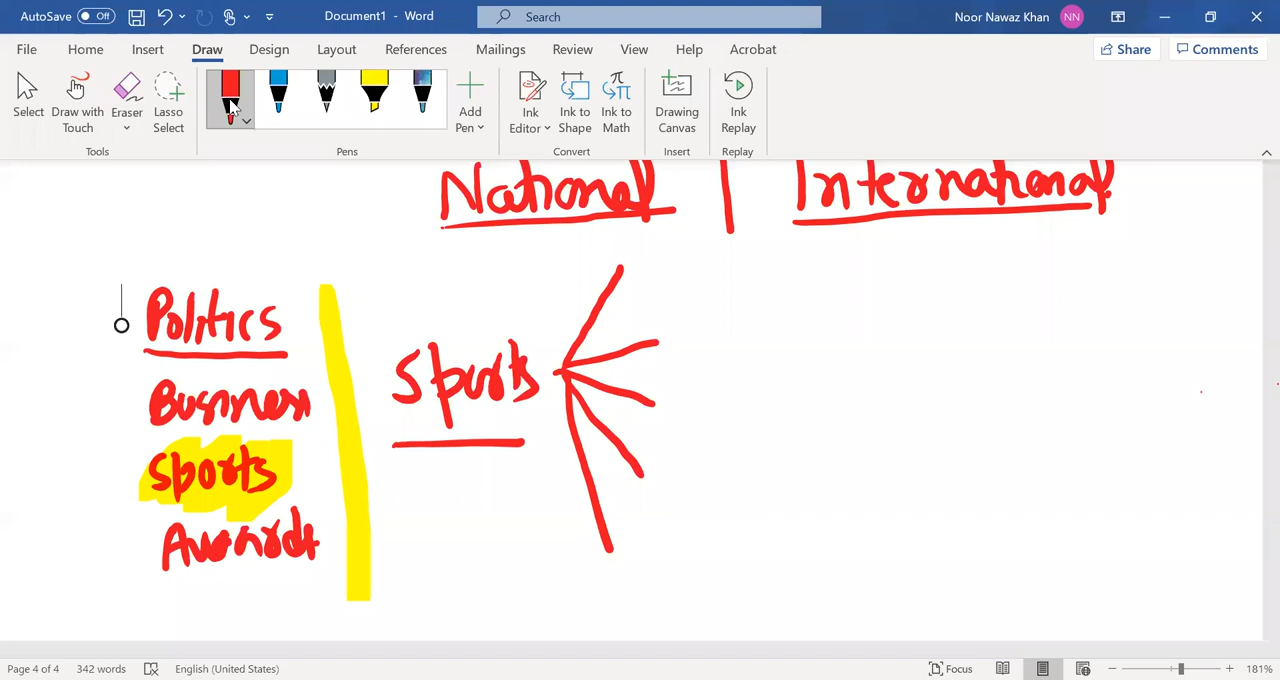 AutoSave Off Document1 - Word Search Noor Nawaz Khan NN
File Home Insert Draw Design Layout References Mailings Review View Help Acrobat Share Comments
Select Draw with Touch Eraser Lasso Select Add Pen Ink Editor Ink to Shape Ink to Math Drawing Canvas Ink Replay
Tools Pens Convert Insert Replay
National | International
Politics
Business
Sports
Awards
Sports
Page 4 of 4 342 words English (United States) Focus 181%